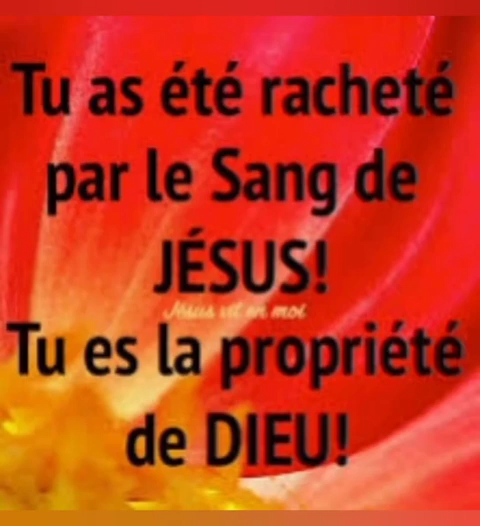 Tu as été racheté
par le Sang de
JÉSUS!
Jésus vit en moi
Tu es la propriété
de DIEU!